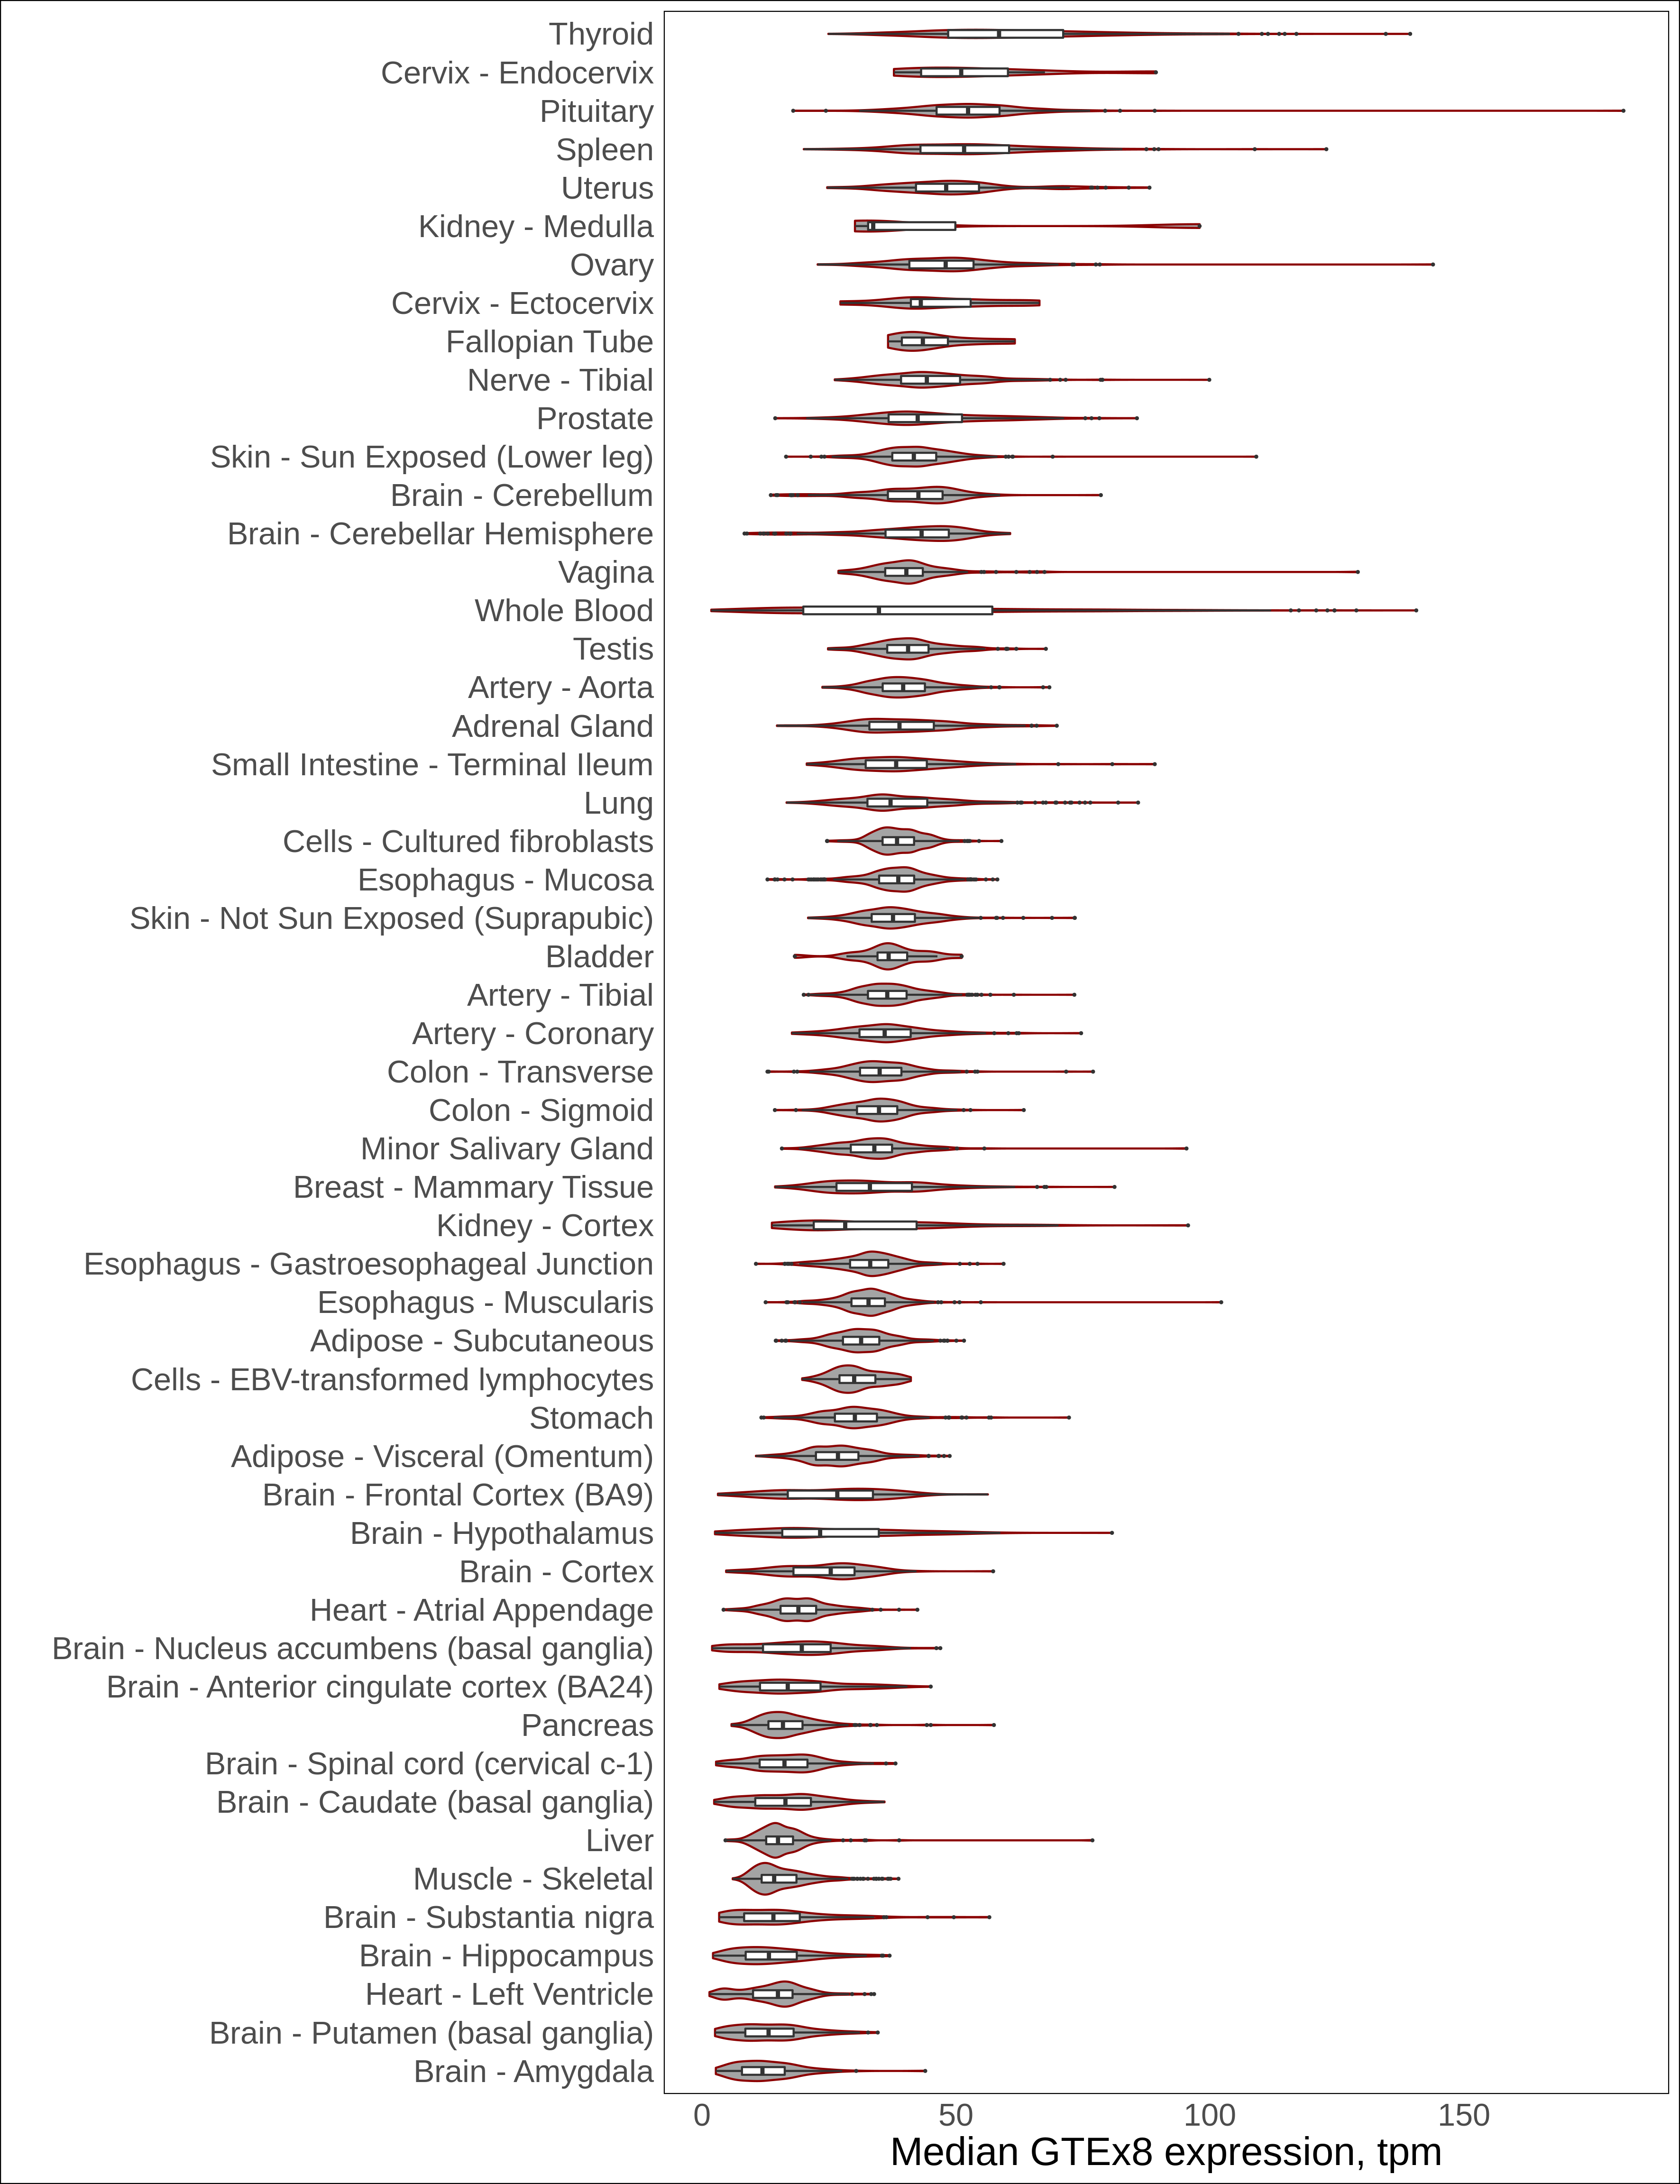 Thyroid
Cervix - Endocervix
Pituitary
Spleen
Uterus
Kidney - Medulla
Ovary
Cervix - Ectocervix
Fallopian Tube
Nerve - Tibial
Prostate
Skin - Sun Exposed (Lower leg)
Brain - Cerebellum
Brain - Cerebellar Hemisphere
Vagina
Whole Blood
Testis
Artery - Aorta
Adrenal Gland
Small Intestine - Terminal Ileum
Lung
Cells - Cultured fibroblasts
Esophagus - Mucosa
Skin - Not Sun Exposed (Suprapubic)
Bladder
Artery - Tibial
Artery - Coronary
Colon - Transverse
Colon - Sigmoid
Minor Salivary Gland
Breast - Mammary Tissue
Kidney - Cortex
Esophagus - Gastroesophageal Junction
Esophagus - Muscularis
Adipose - Subcutaneous
Cells - EBV-transformed lymphocytes
Stomach
Adipose - Visceral (Omentum)
Brain - Frontal Cortex (BA9)
Brain - Hypothalamus
Brain - Cortex
Heart - Atrial Appendage
Brain - Nucleus accumbens (basal ganglia)
Brain - Anterior cingulate cortex (BA24)
Pancreas
Brain - Spinal cord (cervical c-1)
Brain - Caudate (basal ganglia)
Liver
Muscle - Skeletal
Brain - Substantia nigra
Brain - Hippocampus
Heart - Left Ventricle
Brain - Putamen (basal ganglia)
Brain - Amygdala
0 50 100 150
Median GTEx8 expression, tpm